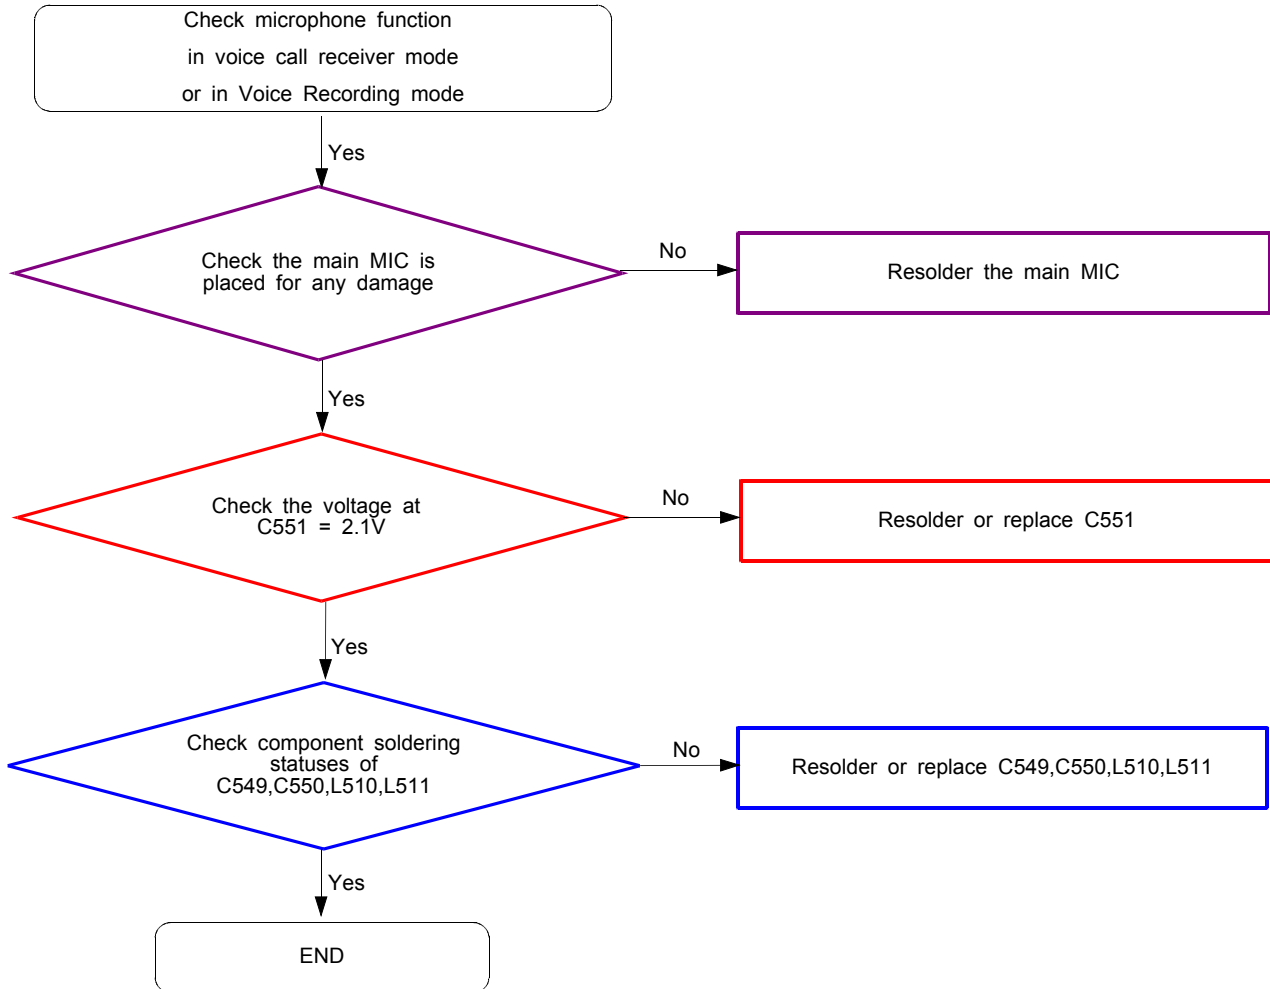 Check microphone function
in voice call receiver mode
or in Voice Recording mode
Yes
Check the main MIC is
placed for any damage
No
Resolder the main MIC
Yes
Check the voltage at
C551 = 2.1V
No
Resolder or replace C551
Yes
Check component soldering
statuses of
C549,C550,L510,L511
No
Resolder or replace C549,C550,L510,L511
Yes
END